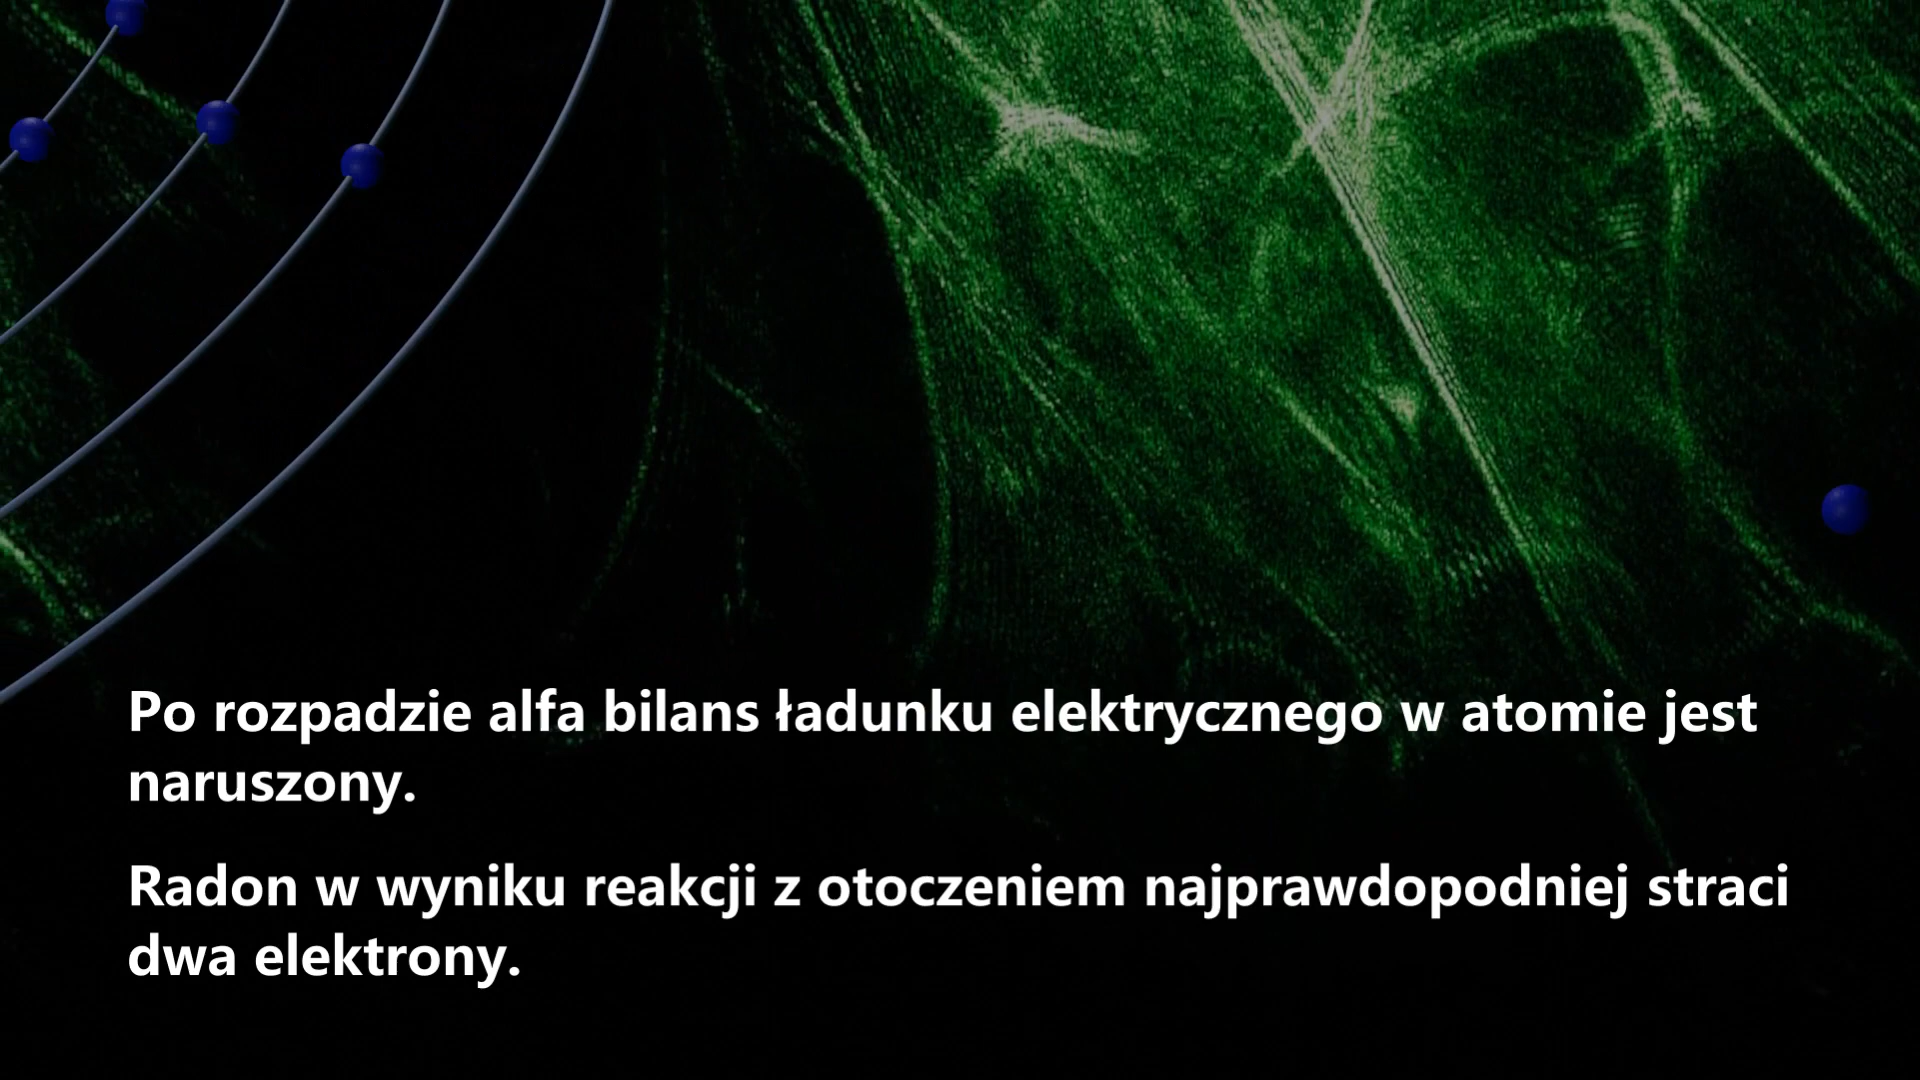 Po rozpadzie alfa bilans ładunku elektrycznego w atomie jest
naruszony.
Radon w wyniku reakcji z otoczeniem najprawdopodniej straci
dwa elektrony.